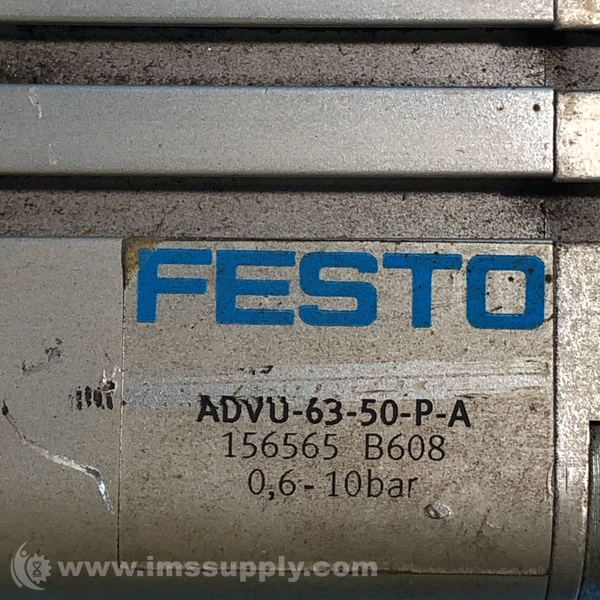 FESTO
ADVU-63-50-P-A
156565 B608
0,6-10bar
www.imssupply.com